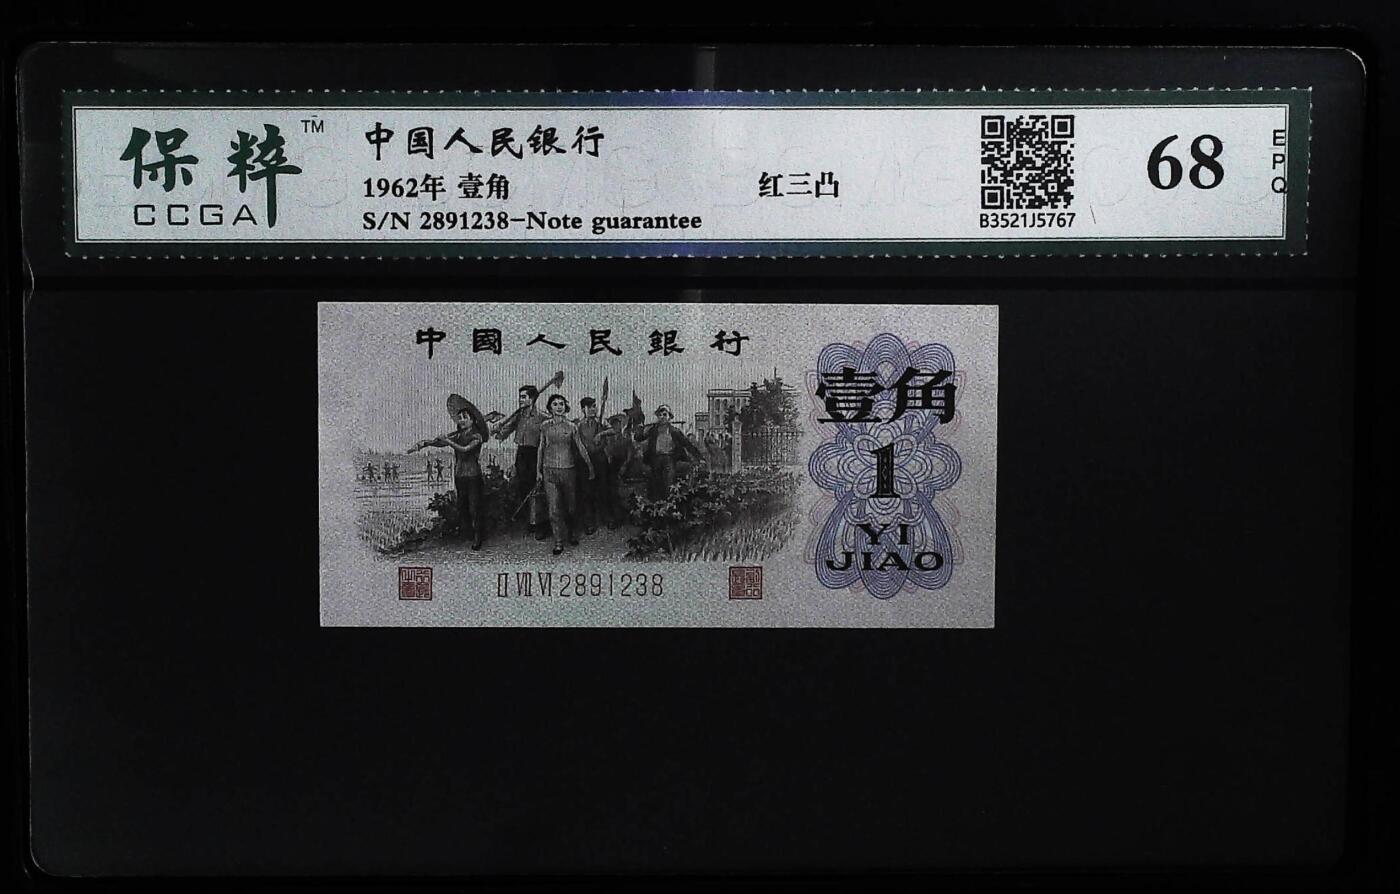 保粹 TM
CCGA
中国人民银行
1962年 壹角
红三凸
S/N 2891238-Note guarantee
B3521J5767
68
EPQ
中國人民銀行
壹角
1
YI
JIAO
II VII VI 2891238